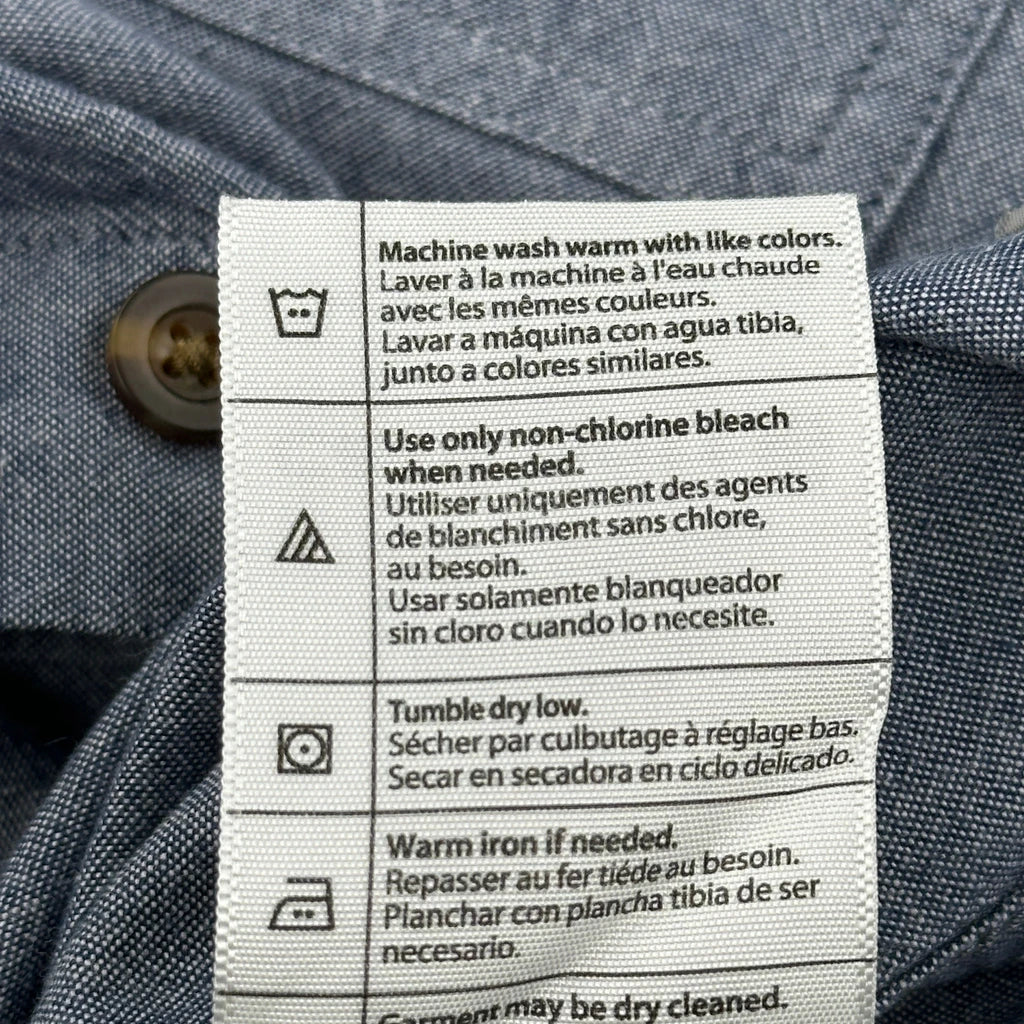 Machine wash warm with like colors.
Laver à la machine à l'eau chaude
avec les mêmes couleurs.
Lavar a máquina con agua tibia,
junto a colores similares.
Use only non-chlorine bleach
when needed.
Utiliser uniquement des agents
de blanchiment sans chlore,
au besoin.
Usar solamente blanqueador
sin cloro cuando lo necesite.
Tumble dry low.
Sécher par culbutage à réglage bas.
Secar en secadora en ciclo delicado.
Warm iron if needed.
Repasser au fer tiéde au besoin.
Planchar con plancha tibia de ser
necesario.
Garment may be dry cleaned.